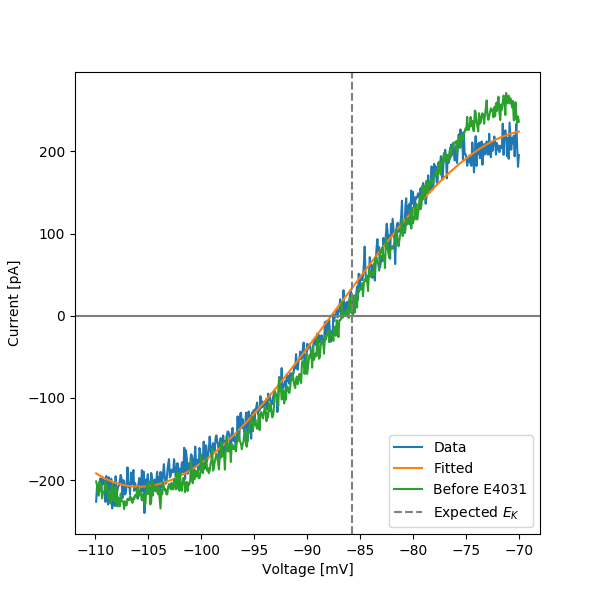 200
100
0
−100
−200
Current [pA]
−110
−105
−100
−95
−90
−85
−80
−75
−70
Voltage [mV]
Data
Fitted
Before E4031
Expected E_K